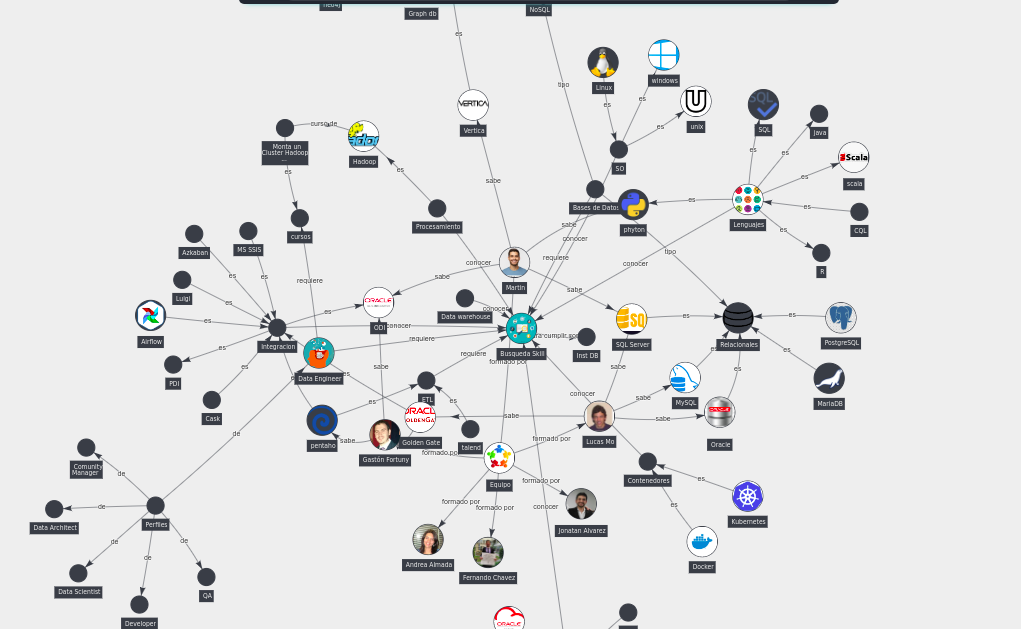 neo4j
Graph db
NoSQL
es
tipo
Linux
windows
es
es
unix
es
SQL
java
es
es
Scala
scala
es
VERTICA
Vertica
curso de
Monta un
Cluster Hadoop
...
Hadoop
es
es
SO
sabe
Bases de Datos
phyton
es
Lenguajes
es
CQL
es
R
cursos
Procesamiento
sabe
conocer
requiere
tipo
conocer
Azkaban
MS SSIS
es
es
conocer
Martin
sabe
sabe
requiere
Luigi
es
ORACLE
ODI
es
Data warehouse
conocer
Airflow
es
Integracion
conocer
Busqueda Skill
Inst DB
SQL Server
es
Relacionales
es
PostgreSQL
requiere
requiere
formado por
es
es
es
PDI
es
Data Engineer
es
sabe
sabe
MySQL
MariaDB
es
Cask
es
ETL
es
conocer
sabe
ORACLE
Oracle
sabe
Lucas Mo
sabe
Golden Gate
talend
pentaho
sabe
Gastón Fortuny
formado por
formado por
de
Equipo
Contenedores
es
Kubernetes
Comunity
Manager
de
formado por
conocer
es
formado por
formado por
Jonatan Alvarez
Data Architect
de
Perfiles
de
de
de
Andrea Almada
Fernando Chavez
Docker
Data Scientist
QA
Developer
ORACLE